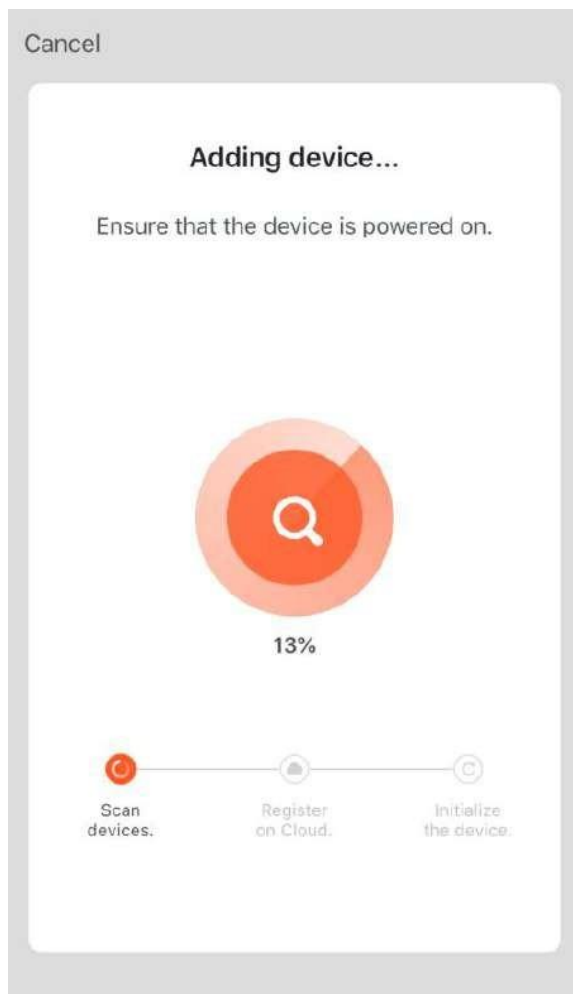 Cancel
Adding device...
Ensure that the device is powered on.
13%
Scan
devices.
Register
on Cloud.
Initialize
the device.